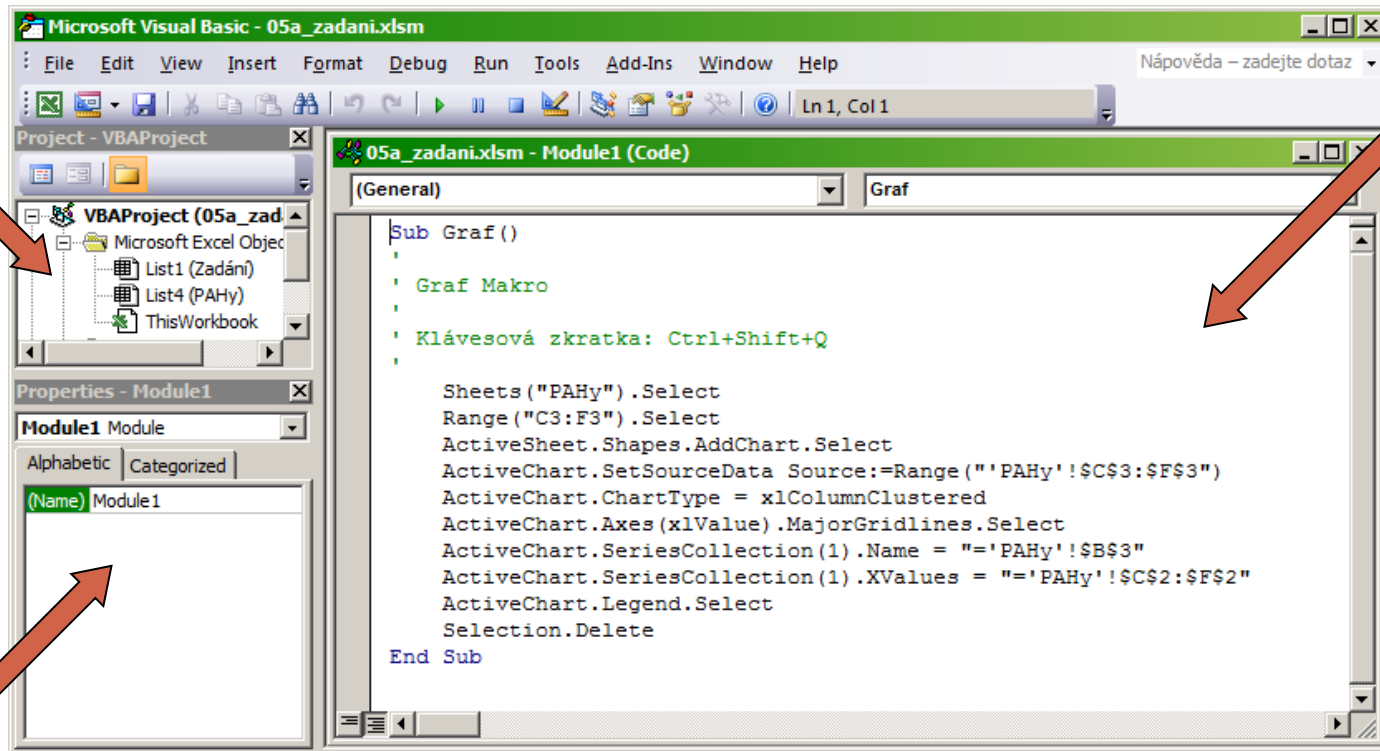 Microsoft Visual Basic - 05a_zadani.xlsm
File Edit View Insert Format Debug Run Tools Add-Ins Window Help Nápověda – zadejte dotaz
Ln 1, Col 1
Project - VBAProject
VBAProject (05a_zad
Microsoft Excel Objec
List1 (Zadání)
List4 (PAHy)
ThisWorkbook
Properties - Module1
Module1 Module
Alphabetic Categorized
(Name) Module1
05a_zadani.xlsm - Module1 (Code)
(General) Graf
Sub Graf()
'
' Graf Makro
'
' Klávesová zkratka: Ctrl+Shift+Q
'
Sheets("PAHy").Select
Range("C3:F3").Select
ActiveSheet.Shapes.AddChart.Select
ActiveChart.SetSourceData Source:=Range("'PAHy'!$C$3:$F$3")
ActiveChart.ChartType = xlColumnClustered
ActiveChart.Axes(xlValue).MajorGridlines.Select
ActiveChart.SeriesCollection(1).Name = "='PAHy'!$B$3"
ActiveChart.SeriesCollection(1).XValues = "='PAHy'!$C$2:$F$2"
ActiveChart.Legend.Select
Selection.Delete
End Sub